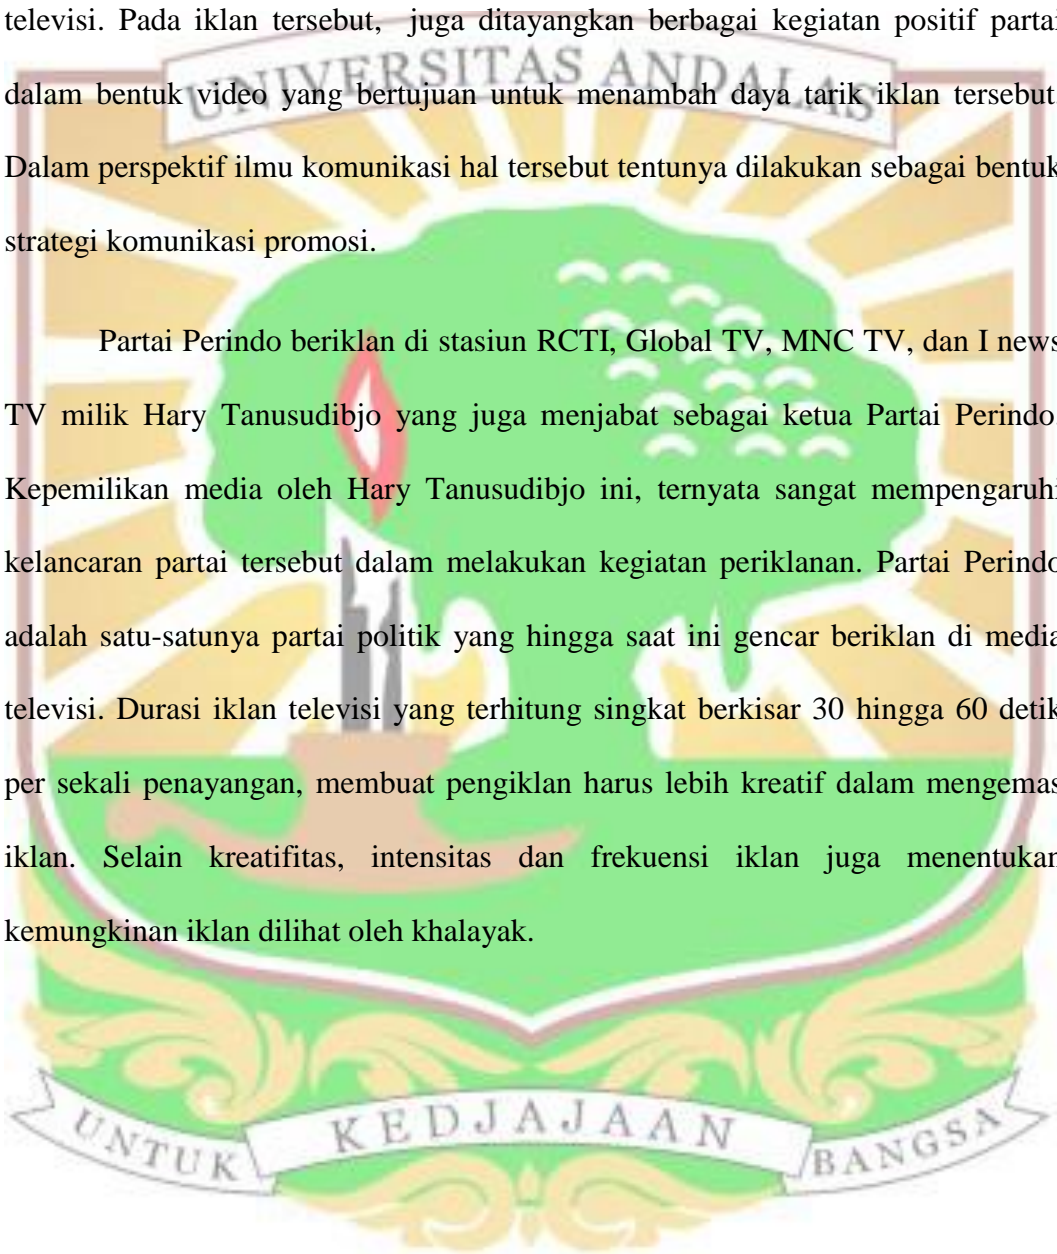 televisi. Pada iklan tersebut, juga ditayangkan berbagai kegiatan positif partai
UNIVERSITAS ANDALAS
dalam bentuk video yang bertujuan untuk menambah daya tarik iklan tersebut.
Dalam perspektif ilmu komunikasi hal tersebut tentunya dilakukan sebagai bentuk
strategi komunikasi promosi.
Partai Perindo beriklan di stasiun RCTI, Global TV, MNC TV, dan I news
TV milik Hary Tanusudibjo yang juga menjabat sebagai ketua Partai Perindo.
Kepemilikan media oleh Hary Tanusudibjo ini, ternyata sangat mempengaruhi
kelancaran partai tersebut dalam melakukan kegiatan periklanan. Partai Perindo
adalah satu-satunya partai politik yang hingga saat ini gencar beriklan di media
televisi. Durasi iklan televisi yang terhitung singkat berkisar 30 hingga 60 detik
per sekali penayangan, membuat pengiklan harus lebih kreatif dalam mengemas
iklan. Selain kreatifitas, intensitas dan frekuensi iklan juga menentukan
kemungkinan iklan dilihat oleh khalayak.
UNTUK KEDJAJAAN BANGSA